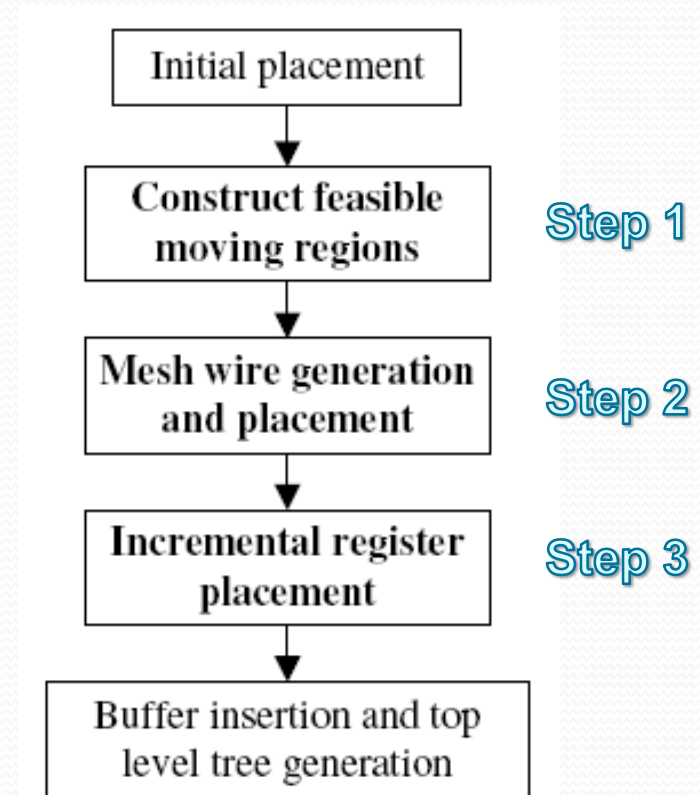 Initial placement
Construct feasible
moving regions
Step 1
Mesh wire generation
and placement
Step 2
Incremental register
placement
Step 3
Buffer insertion and top
level tree generation